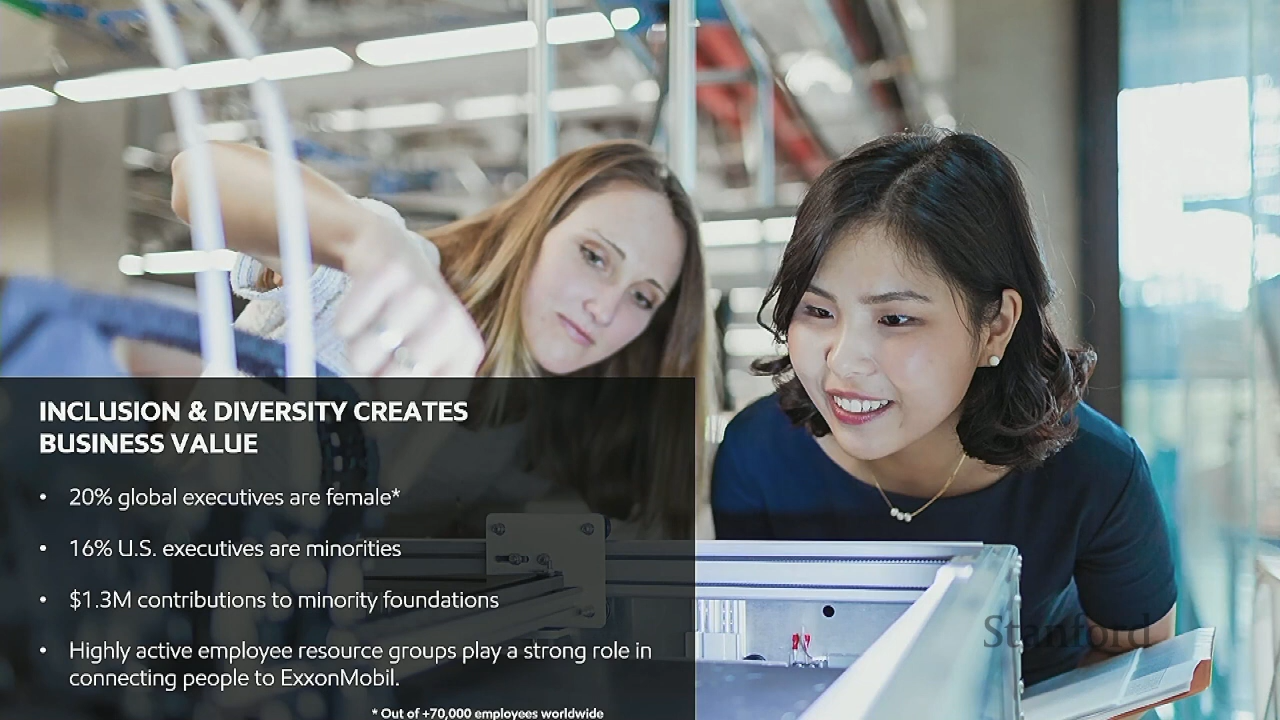 INCLUSION & DIVERSITY CREATES
BUSINESS VALUE
• 20% global executives are female*
• 16% U.S. executives are minorities
• $1.3M contributions to minority foundations
• Highly active employee resource groups play a strong role in
connecting people to ExxonMobil.
* Out of +70,000 employees worldwide
Stanford